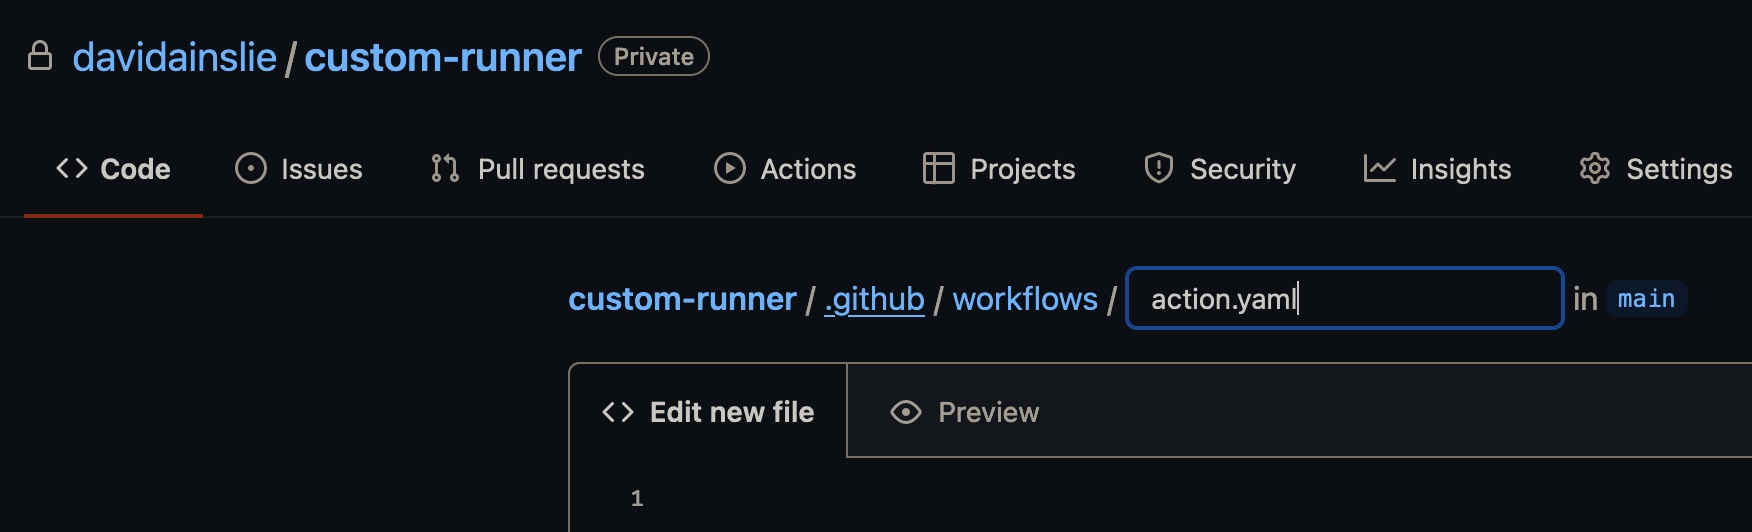 davidainslie / custom-runner Private
Code Issues Pull requests Actions Projects Security Insights Settings
custom-runner / .github / workflows / action.yaml in main
Edit new file Preview
1